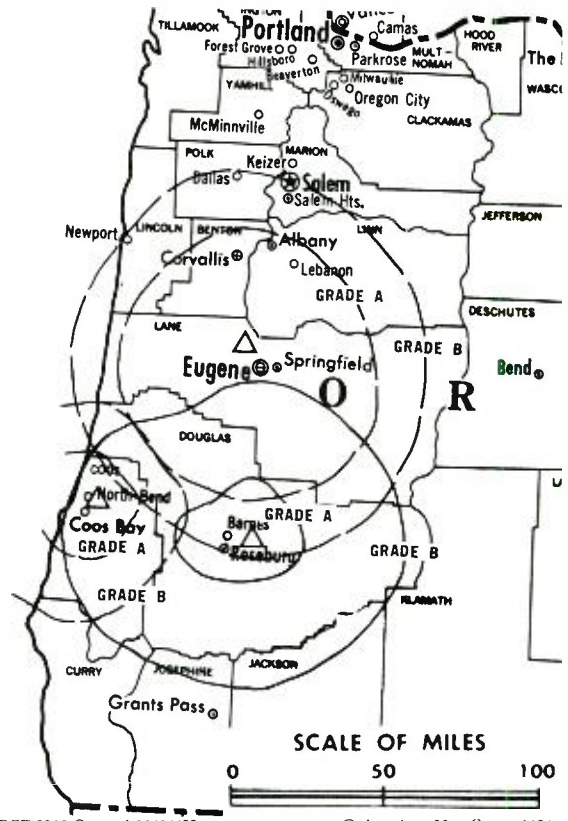 TILLAMOOK
Portland
Camas
HOOD
RIVER
Forest Grove
Parkrose
MULT-
NOMAH
The
Hillsboro
Beaverton
Milwaukie
WASCO
YAMHILL
Oswego
Oregon City
McMinnville
CLACKAMAS
POLK
MARION
Keizer
Dallas
Salem
Salem Hts.
JEFFERSON
Newport
LINCOLN
BENTON
Albany
LINN
Corvallis
Lebanon
GRADE A
DESCHUTES
LANE
GRADE B
Eugene
Springfield
Bend
O
R
DOUGLAS
COOS
North Bend
GRADE A
Coos Bay
Barnes
GRADE A
Roseburg
GRADE B
GRADE B
KLAMATH
CURRY
JOSEPHINE
JACKSON
Grants Pass
SCALE OF MILES
0 50 100